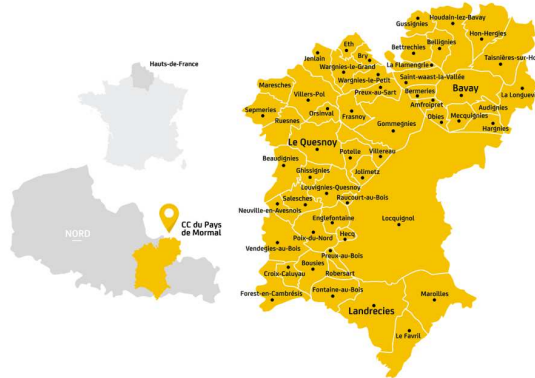 Hauts-de-France
NORD
CC du Pays
de Mormal
Gussignies
Houdain-lez-Bavay
Hon-Hergies
Bettrechies
Bellignies
Taisnières-sur-Ho
Eth
Bry
Jenlain
Wargnies-le-Grand
La Flamengrie
Wargnies-le-Petit
Saint-waast-la-Vallée
Maresches
Preux-au-Sart
Villers-Pol
Bermeries
Bavay
La Longuev
Sepmeries
Orsinval
Frasnoy
Amfroipret
Audignies
Ruesnes
Obies
Mecquignies
Gommegnies
Hargnies
Le Quesnoy
Beaudignies
Potelle
Villereau
Ghissignies
Jolimetz
Louvignies-Quesnoy
Salesches
Raucourt-au-Bois
Neuville-en-Avesnois
Englefontaine
Locquignol
Poix-du-Nord
Hecq
Vendegies-au-Bois
Preux-au-Bois
Bousies
Croix-Caluyau
Robersart
Forest-en-Cambrésis
Fontaine-au-Bois
Maroilles
Landrecies
Le Favril